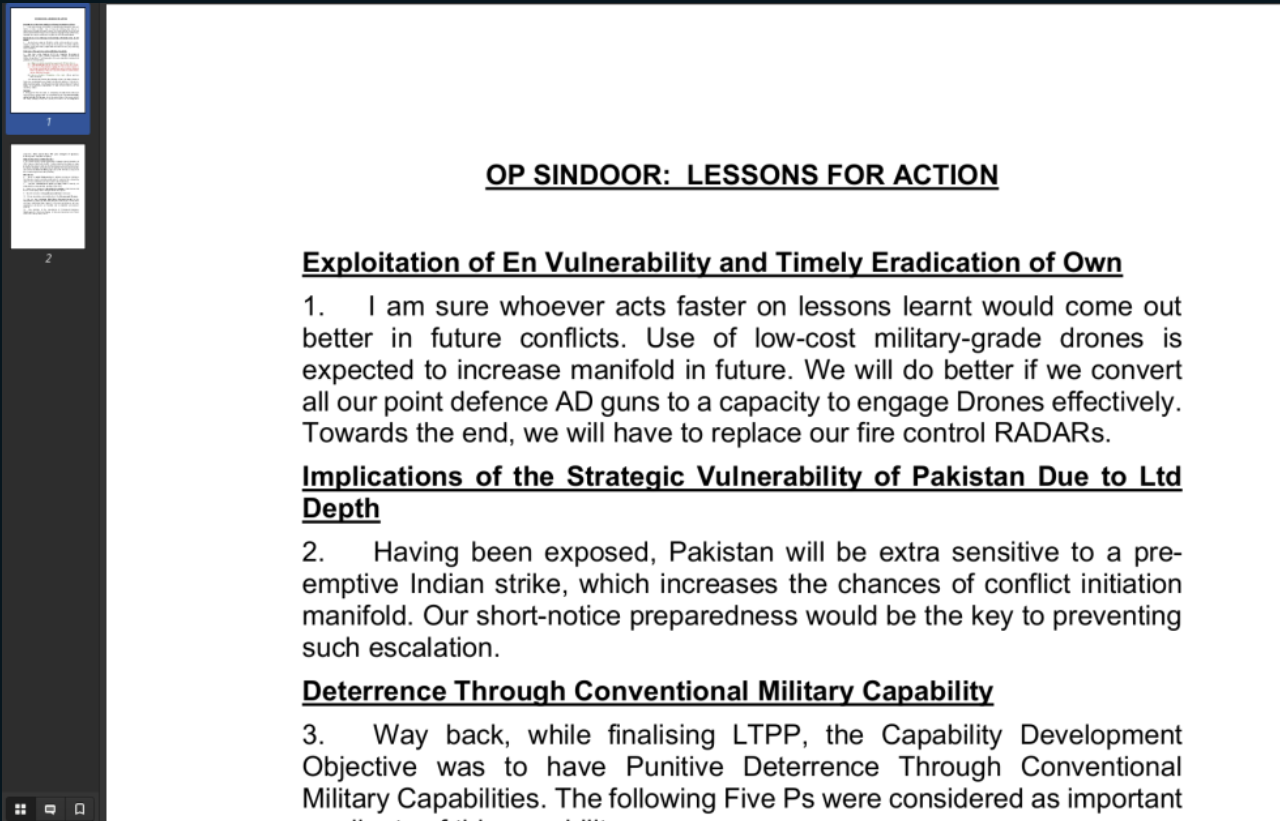 OP SINDOOR: LESSONS FOR ACTION
Exploitation of En Vulnerability and Timely Eradication of Own
1. I am sure whoever acts faster on lessons learnt would come out
better in future conflicts. Use of low-cost military-grade drones is
expected to increase manifold in future. We will do better if we convert
all our point defence AD guns to a capacity to engage Drones effectively.
Towards the end, we will have to replace our fire control RADARs.
Implications of the Strategic Vulnerability of Pakistan Due to Ltd
Depth
2. Having been exposed, Pakistan will be extra sensitive to a pre-
emptive Indian strike, which increases the chances of conflict initiation
manifold. Our short-notice preparedness would be the key to preventing
such escalation.
Deterrence Through Conventional Military Capability
3. Way back, while finalising LTPP, the Capability Development
Objective was to have Punitive Deterrence Through Conventional
Military Capabilities. The following Five Ps were considered as important
1
2